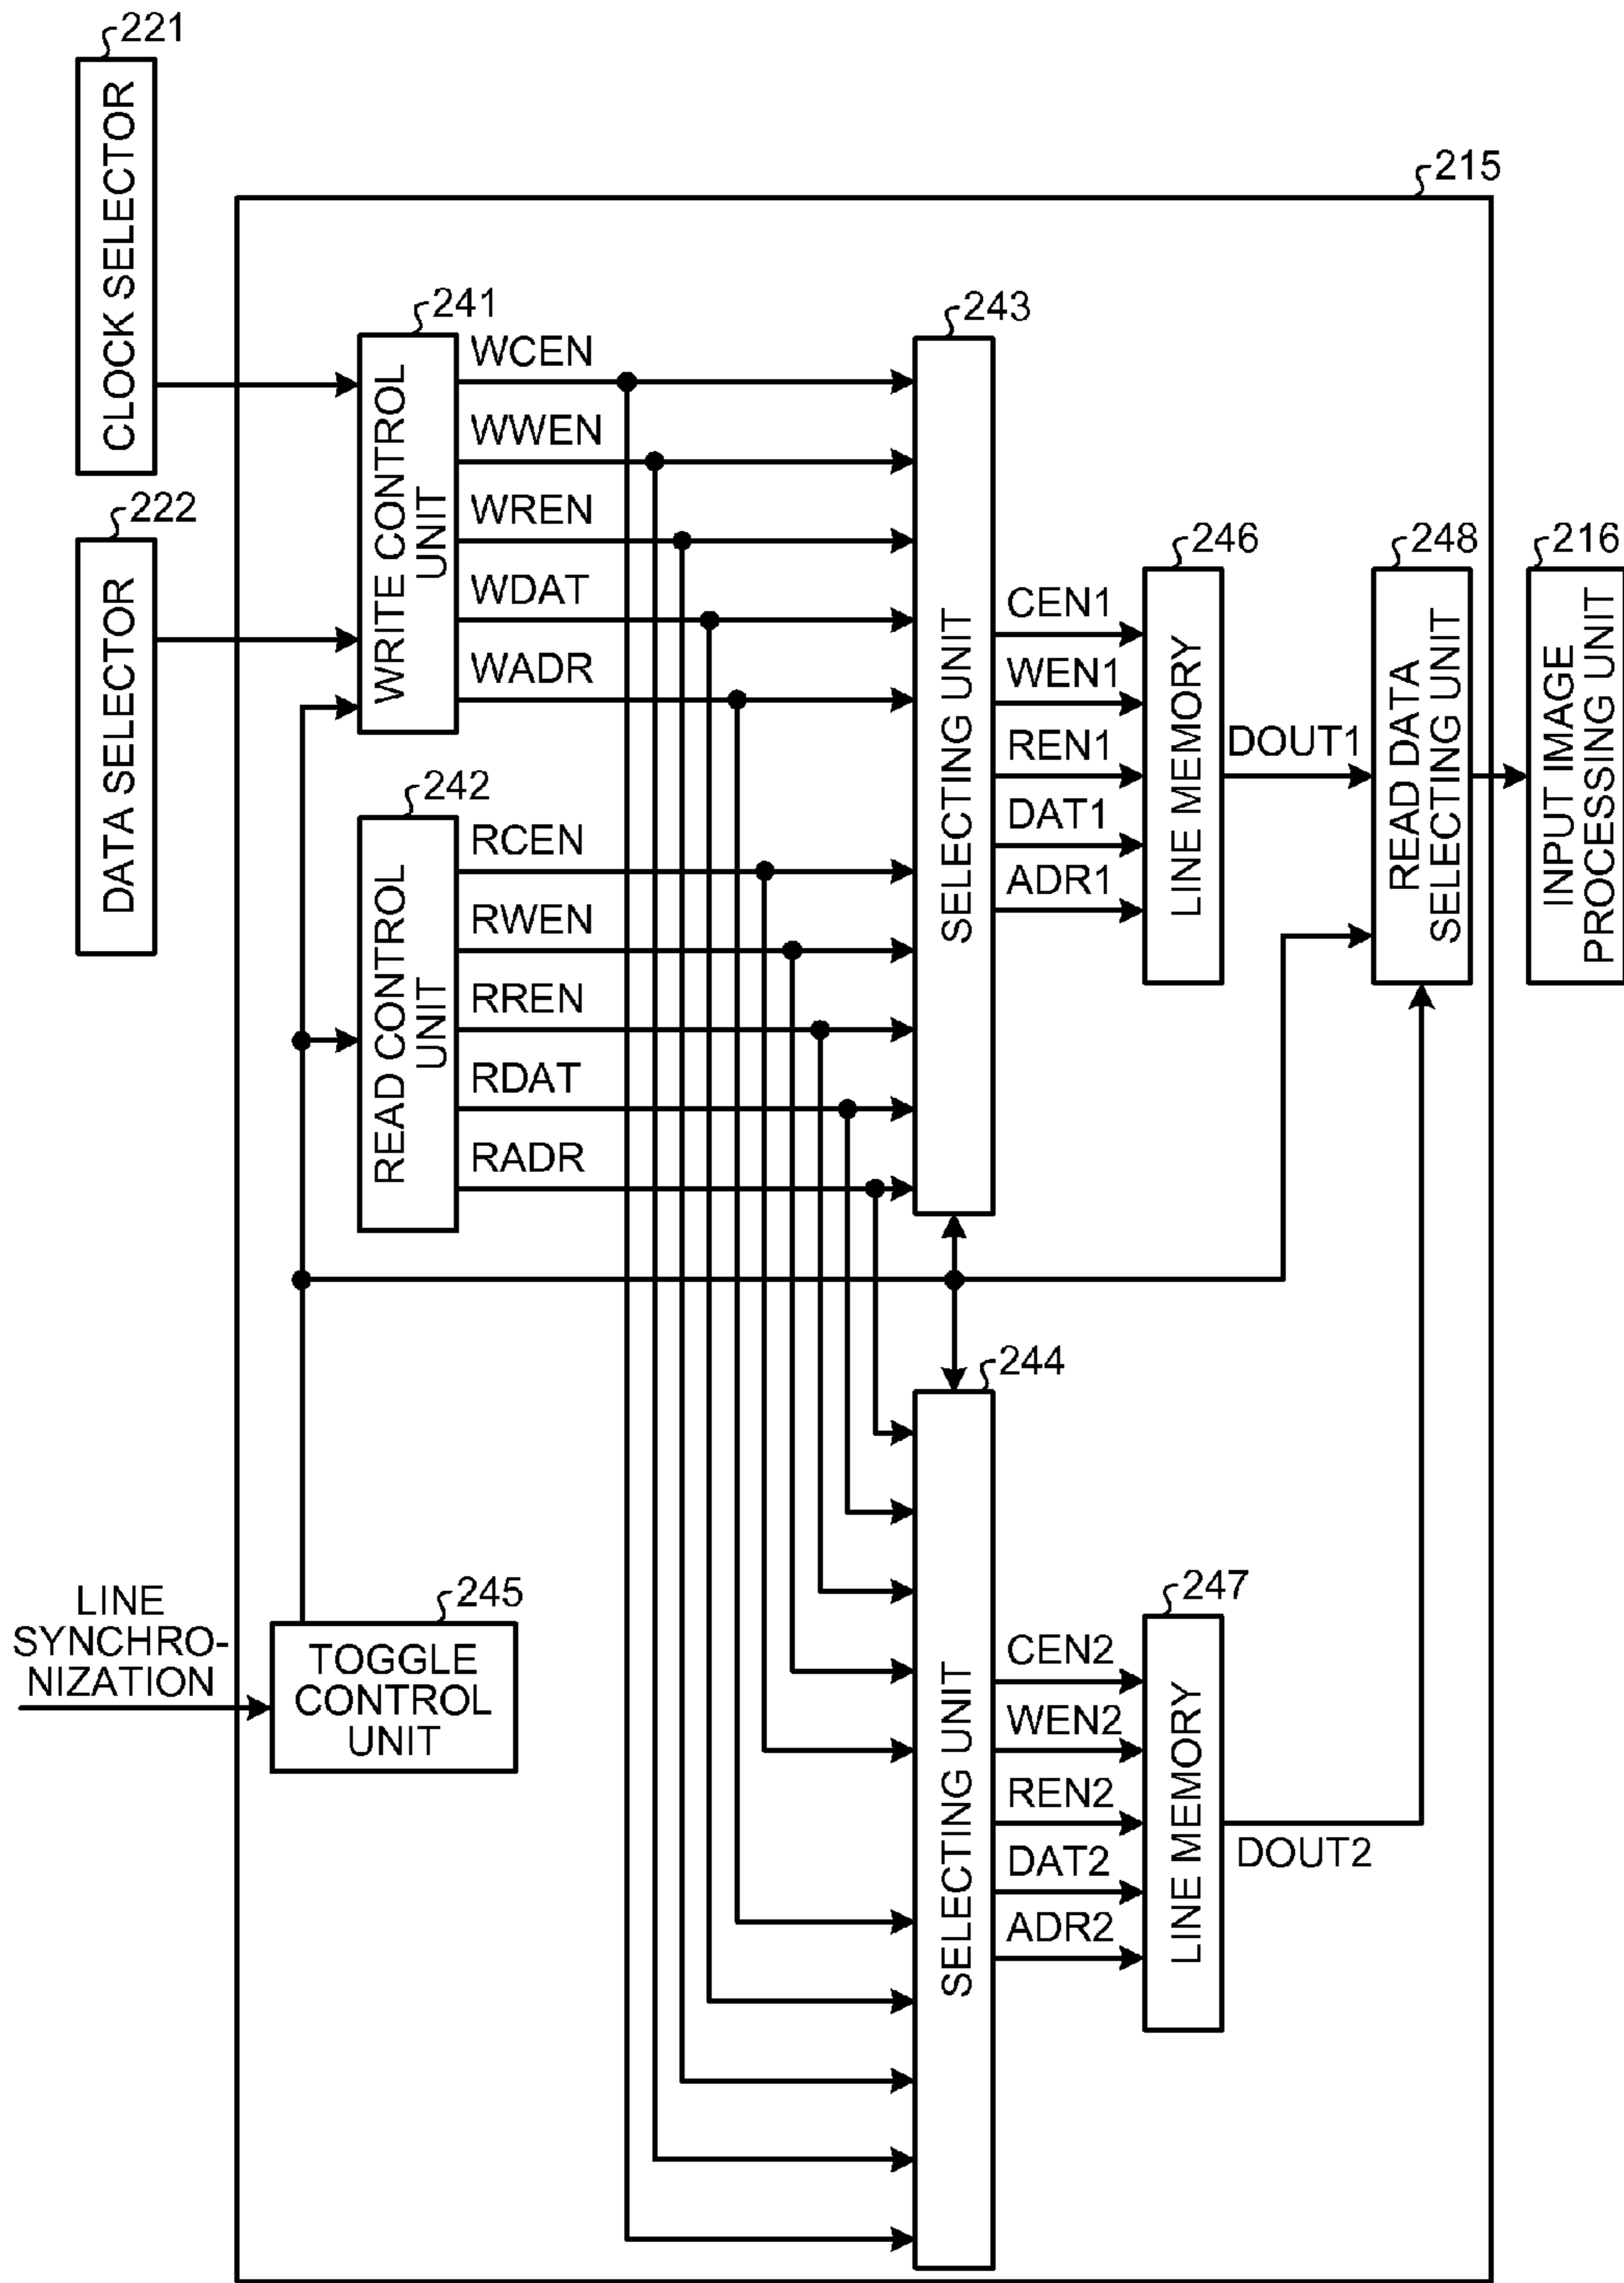 221
CLOCK SELECTOR
222
DATA SELECTOR
215
241
WRITE CONTROL
UNIT
WCEN
WWEN
WREN
WDAT
WADR
242
READ CONTROL
UNIT
RCEN
RWEN
RREN
RDAT
RADR
243
SELECTING UNIT
CEN1
WEN1
REN1
DAT1
ADR1
246
LINE MEMORY
DOUT1
248
READ DATA
SELECTING UNIT
216
INPUT IMAGE
PROCESSING UNIT
LINE
SYNCHRO-
NIZATION
245
TOGGLE
CONTROL
UNIT
244
SELECTING UNIT
CEN2
WEN2
REN2
DAT2
ADR2
247
LINE MEMORY
DOUT2